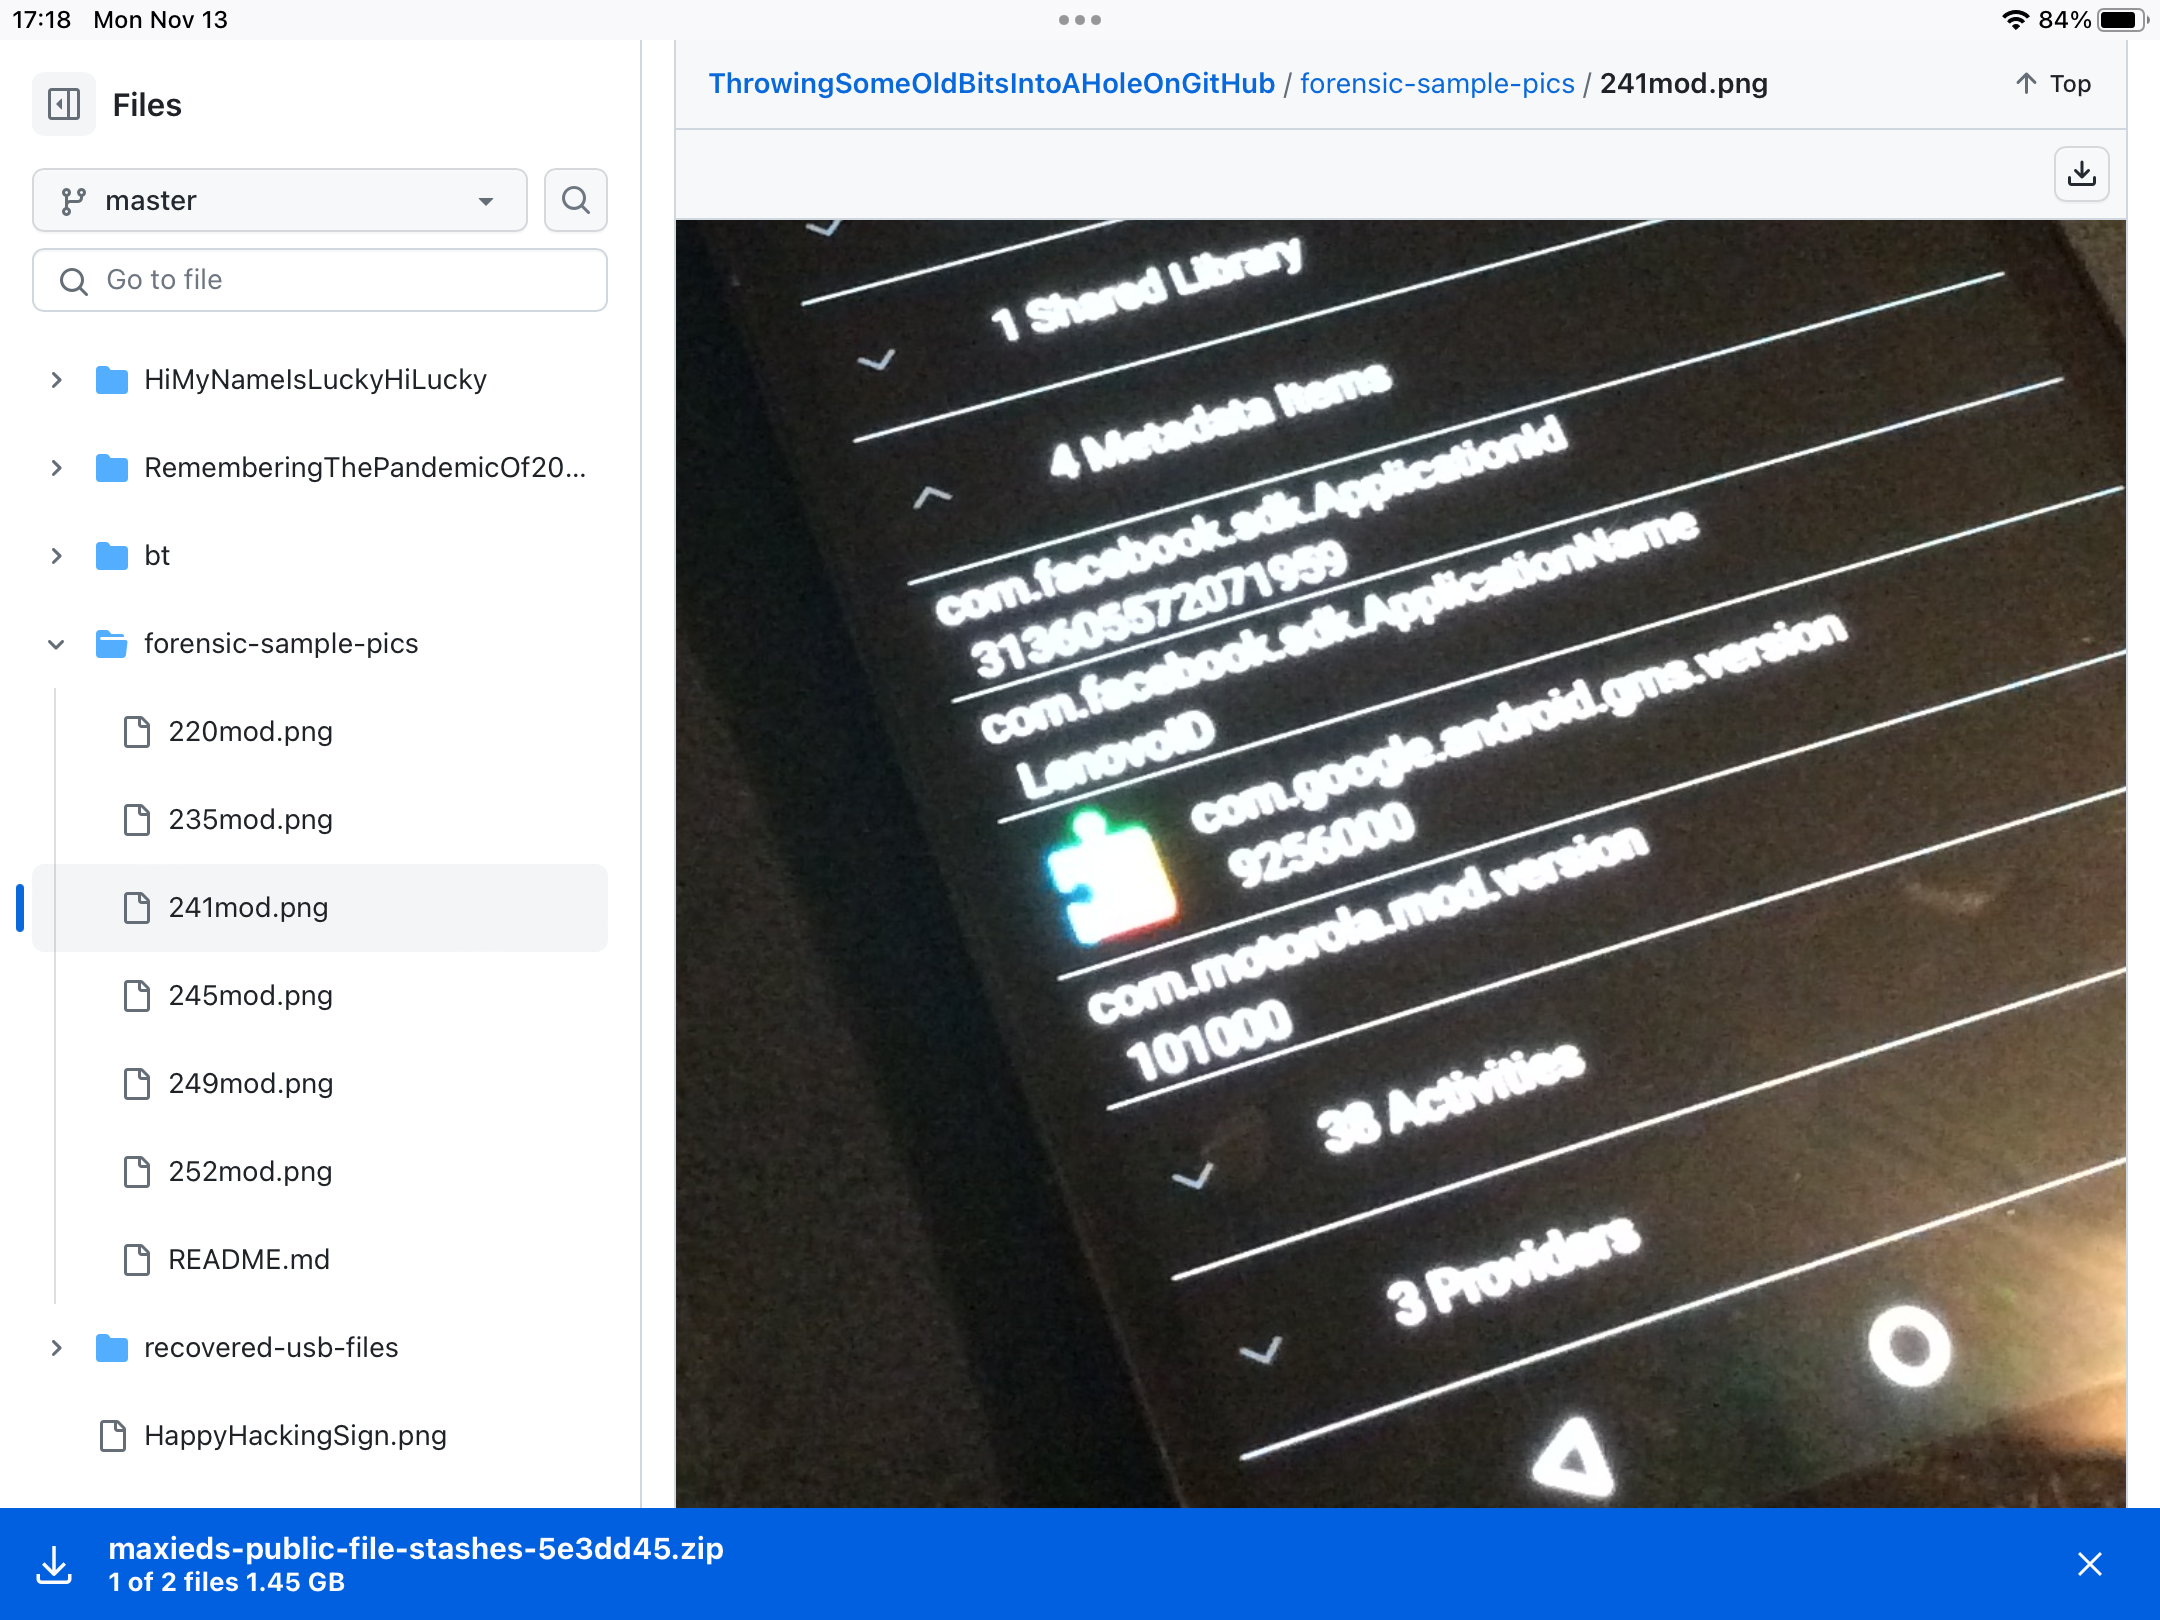 17:18 Mon Nov 13
84%
Files
master
Go to file
HiMyNameIsLuckyHiLucky
RememberingThePandemicOf20...
bt
forensic-sample-pics
220mod.png
235mod.png
241mod.png
245mod.png
249mod.png
252mod.png
README.md
recovered-usb-files
HappyHackingSign.png
ThrowingSomeOldBitsIntoAHoleOnGitHub / forensic-sample-pics / 241mod.png
Top
1 Shared Library
4 Metadata Items
com.facebook.sdk.ApplicationId
313605572071959
com.facebook.sdk.ApplicationName
LenovoID
com.google.android.gms.version
9256000
com.motorola.mod.version
101000
38 Activities
3 Providers
maxieds-public-file-stashes-5e3dd45.zip
1 of 2 files 1.45 GB